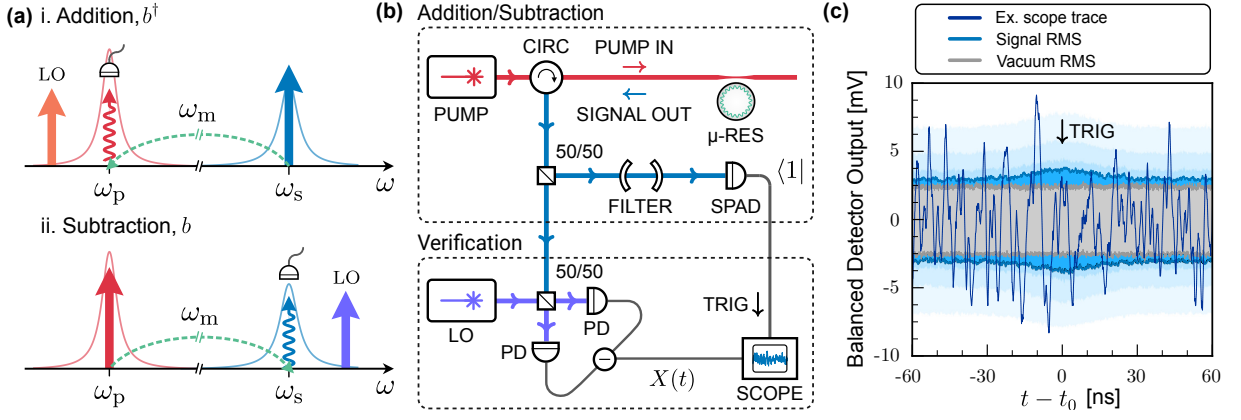 (a) i. Addition, b†
LO
ωm
ωp
ωs
ω
ii. Subtraction, b
LO
ωm
ωp
ωs
ω
(b)
Addition/Subtraction
CIRC
PUMP IN
PUMP
SIGNAL OUT
μ-RES
50/50
FILTER
SPAD
⟨1|
Verification
50/50
LO
PD
PD
TRIG
X(t)
SCOPE
(c)
Ex. scope trace
Signal RMS
Vacuum RMS
Balanced Detector Output [mV]
10
5
0
-5
-10
TRIG
-60
-30
0
30
60
t − t0 [ns]